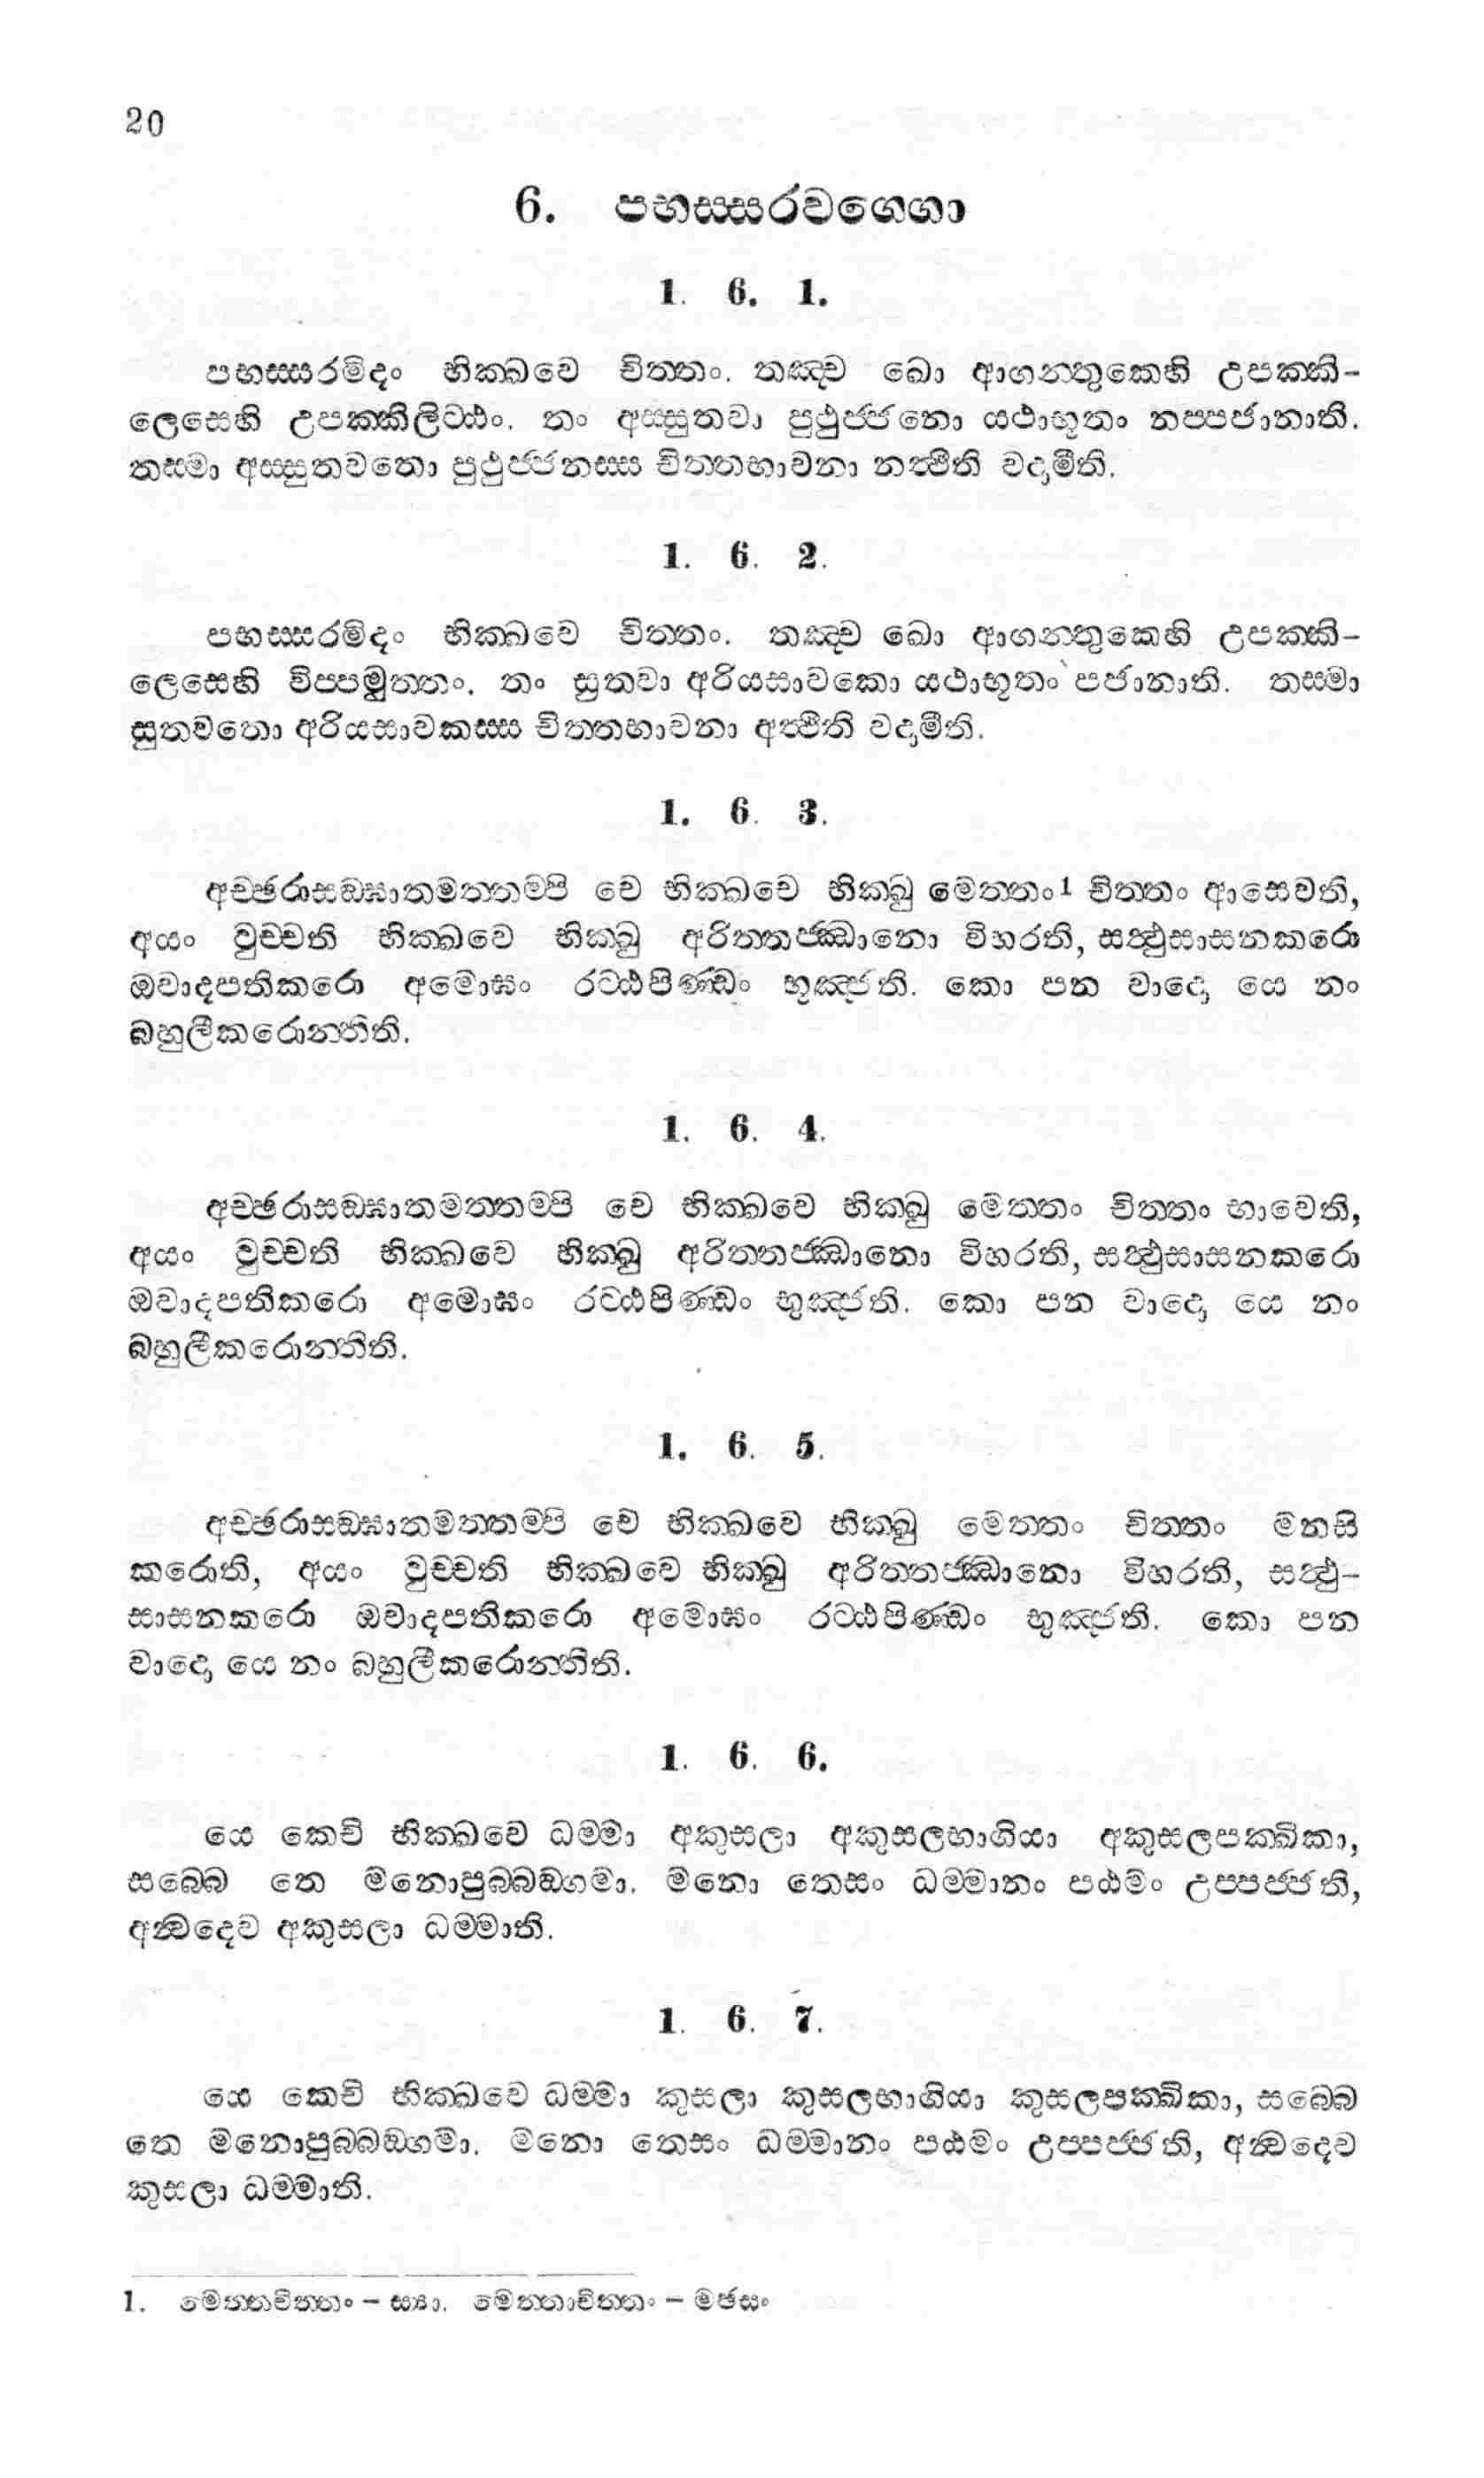 20
6. පභස්සරවග්ගො
1. 6. 1.
පභස්සරමිදං භික්ඛවෙ චිත්තං. තඤ්ච ඛො ආගන්තුකෙහි උපක්කි-
ලෙසෙහි උපක්කිලිට්ඨං. තං අස්සුතවා පුථුජ්ජනො යථාභූතං නප්පජානාති.
තස්මා අස්සුතවතො පුථුජ්ජනස්ස චිත්තභාවනා නත්ථීති වදාමීති.
1. 6. 2.
පභස්සරමිදං භික්ඛවෙ චිත්තං. තඤ්ච ඛො ආගන්තුකෙහි උපක්කි-
ලෙසෙහි විප්පමුත්තං. තං සුතවා අරියසාවකො යථාභූතං පජානාති. තස්මා
සුතවතො අරියසාවකස්ස චිත්තභාවනා අත්ථීති වදාමීති.
1. 6. 3.
අච්ඡරාසඞ්ඝාතමත්තම්පි චෙ භික්ඛවෙ භික්ඛු මෙත්තං1 චිත්තං ආසෙවති,
අයං වුච්චති භික්ඛවෙ භික්ඛු අරිත්තජ්ඣානො විහරති, සත්ථුසාසනකරො
ඔවාදපතිකරො අමොඝං රට්ඨපිණ්ඩං භූඤ්ජති. කො පන වාදො යෙ නං
බහුලීකරොන්තීති.
1. 6. 4.
අච්ඡරාසඞ්ඝාතමත්තම්පි චෙ භික්ඛවෙ භික්ඛු මෙත්තං චිත්තං භාවෙති,
අයං වුච්චති භික්ඛවෙ භික්ඛු අරිත්තජ්ඣානො විහරති, සත්ථුසාසනකරො
ඔවාදපතිකරො අමොඝං රට්ඨපිණ්ඩං භුඤ්ජති. කො පන වාදො යෙ නං
බහුලීකරොන්තීති.
1. 6. 5.
අච්ඡරාසඞ්ඝාතමත්තම්පි චෙ භික්ඛවෙ භික්ඛු මෙත්තං චිත්තං මනසි
කරොති, අයං වුච්චති භික්ඛවෙ භික්ඛු අරිත්තජ්ඣානො විහරති, සත්ථු-
සාසනකරො ඔවාදපතිකරො අමොඝං රට්ඨපිණ්ඩං භුඤ්ජති. කො පන
වාදො යෙ නං බහුලීකරොන්තීති.
1. 6. 6.
යෙ කෙචි භික්ඛවෙ ධම්මා අකුසලා අකුසලභාගියා අකුසලපක්ඛිකා,
සබ්බෙ තෙ මනොපුබ්බඞ්ගමා. මනො තෙසං ධම්මානං පඨමං උප්පජ්ජති,
අන්වදෙව අකුසලා ධම්මාති.
1. 6. 7.
යෙ කෙචි භික්ඛවෙ ධම්මා කුසලා කුසලභාගියා කුසලපක්ඛිකා, සබ්බෙ
තෙ මනොපුබ්බඞ්ගමා. මනො තෙසං ධම්මානං පඨමං උප්පජ්ජති, අන්වදෙව
කුසලා ධම්මාති.
1. මෙත්තචිත්තං – ස්‍යා. මෙත්තාචිත්තං – මඡසං